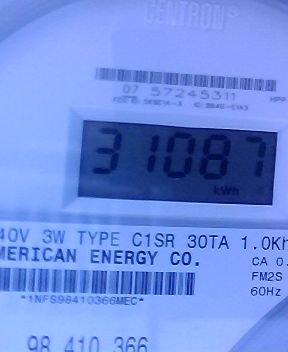 CENTRON®
07 57245311
HPP
31087
kWh
40V 3W TYPE C1SR 30TA 1.0Kh
MERICAN ENERGY CO.
CA 0.
FM2S
60Hz
*1NFS98410366MEC*
98 410 366